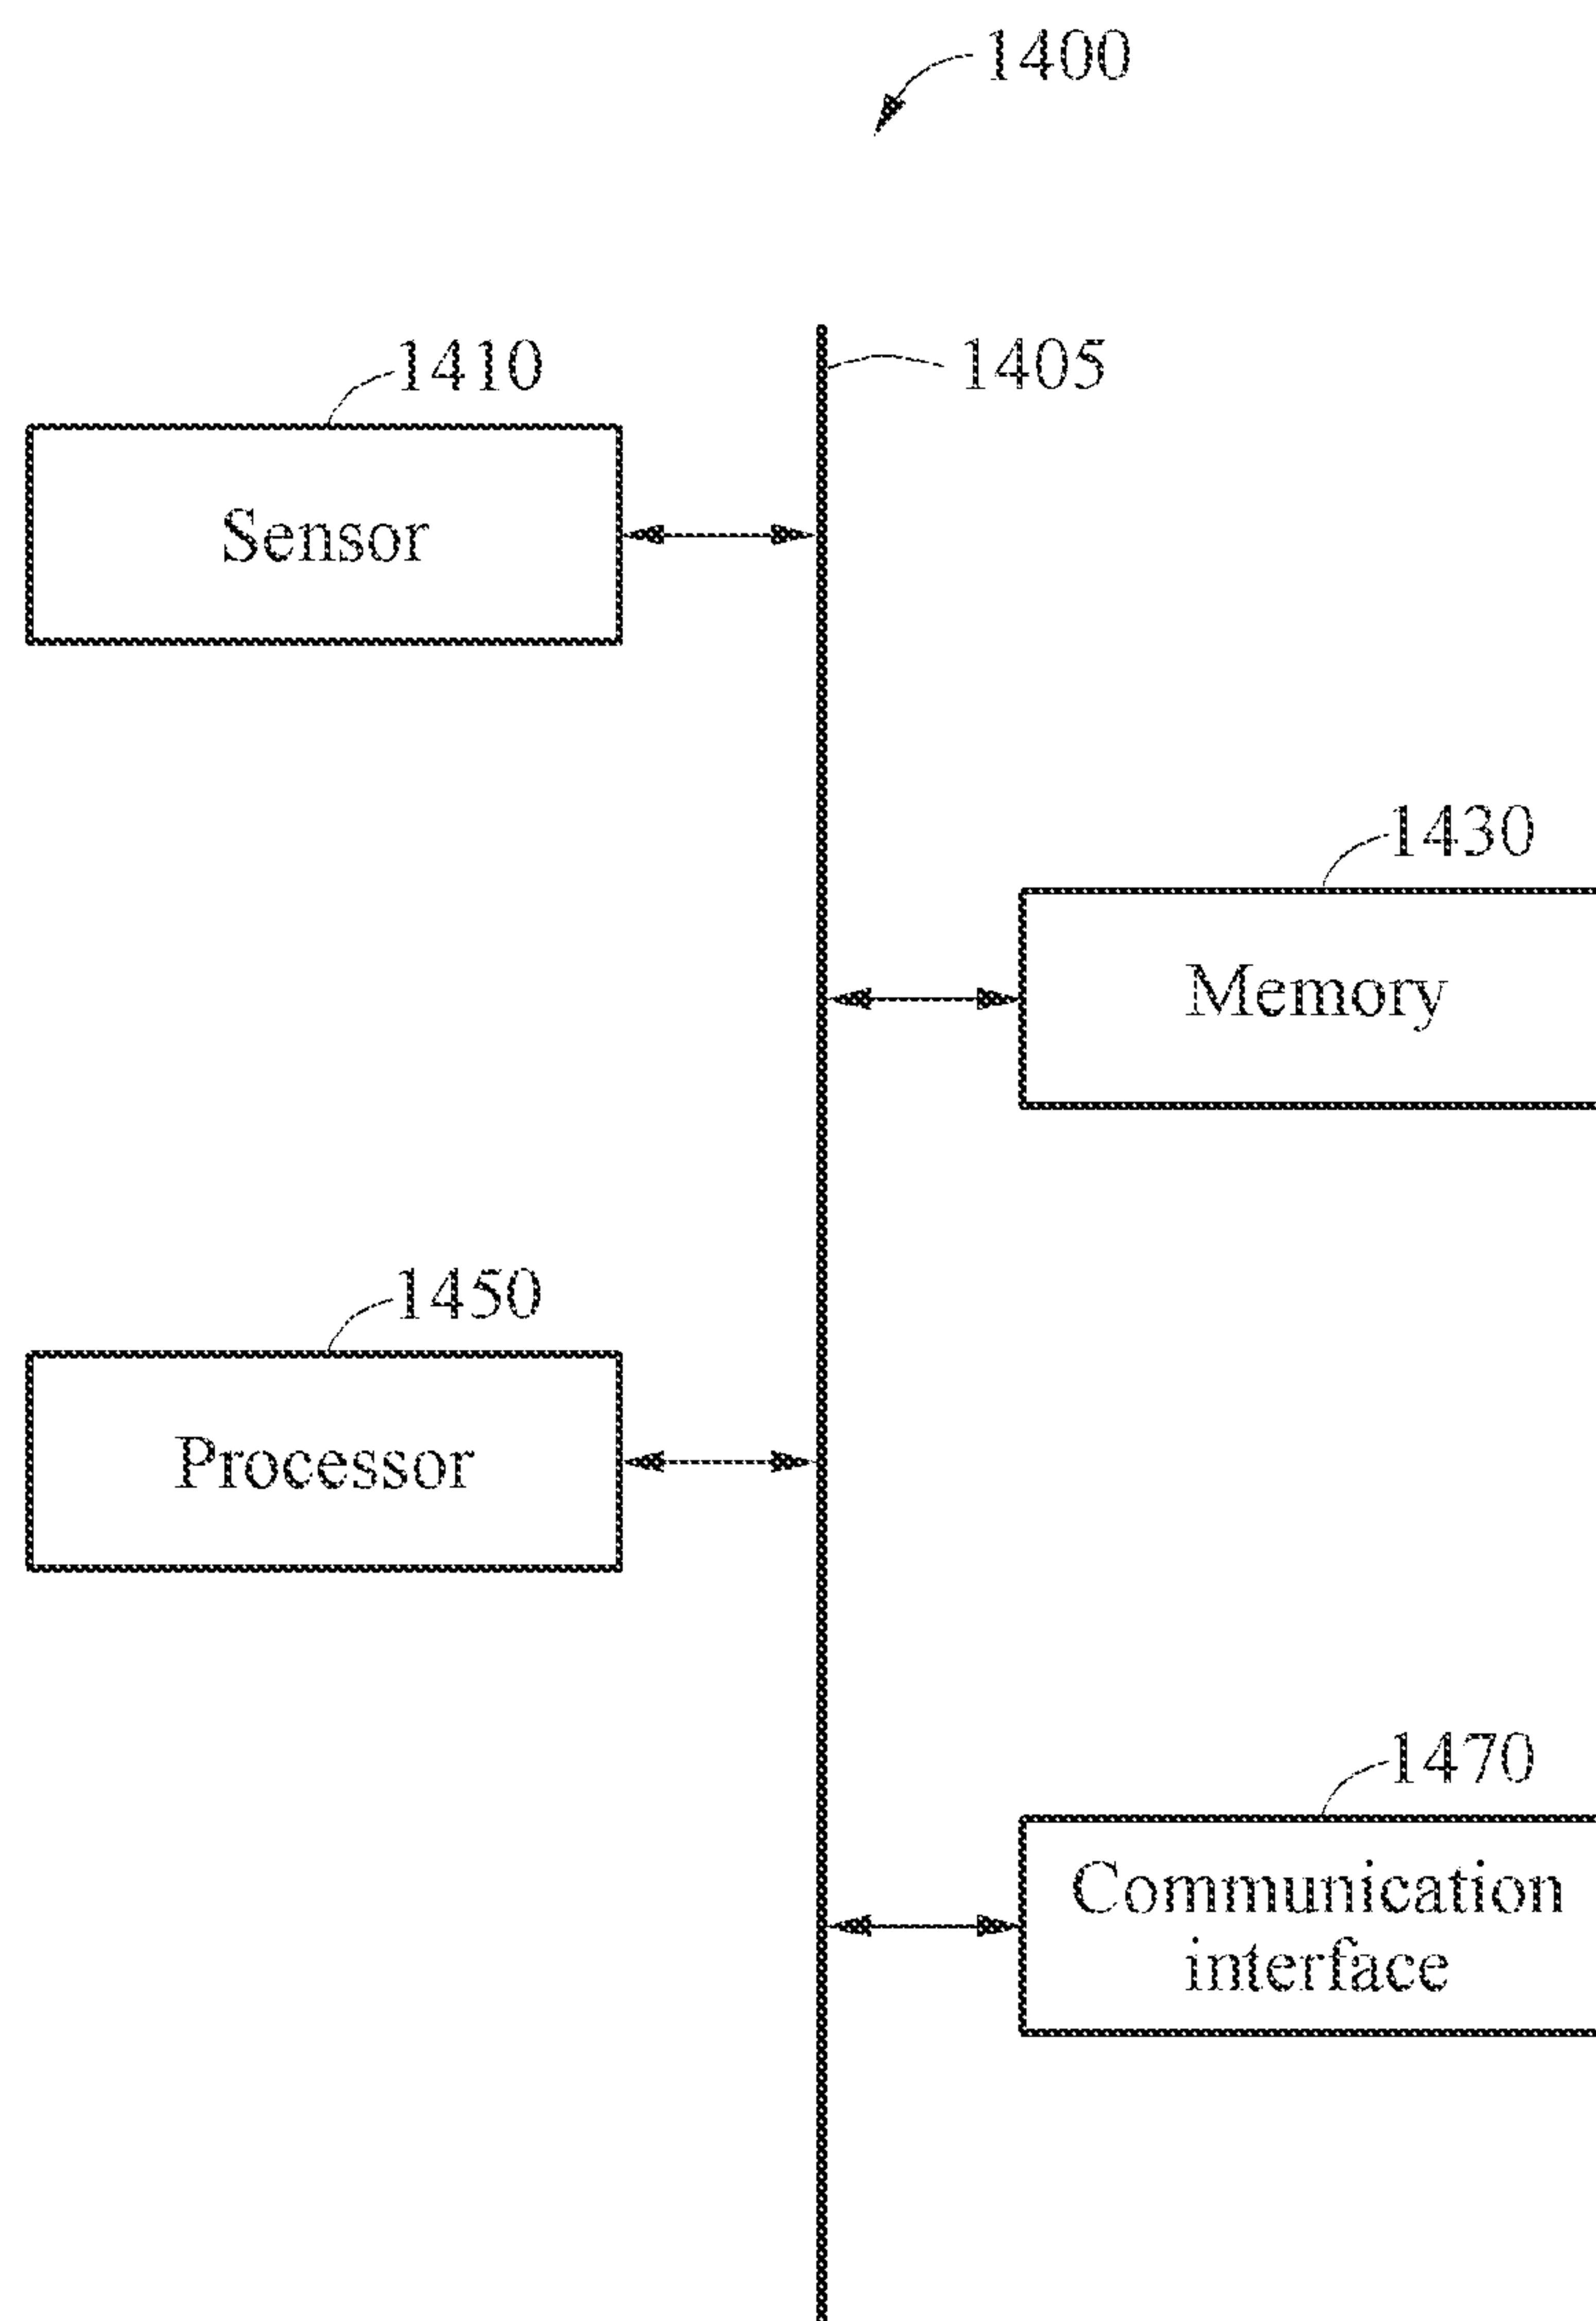 1400
1410
1405
Sensor
1430
Memory
1450
Processor
1470
Communication
interface